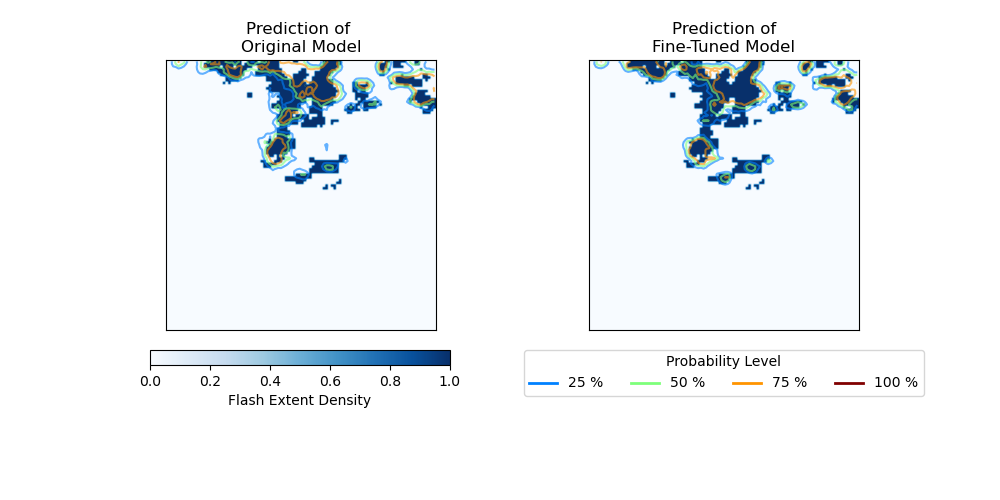 Prediction of
Original Model
Prediction of
Fine-Tuned Model
0.0 0.2 0.4 0.6 0.8 1.0
Flash Extent Density
Probability Level
25 % 50 % 75 % 100 %